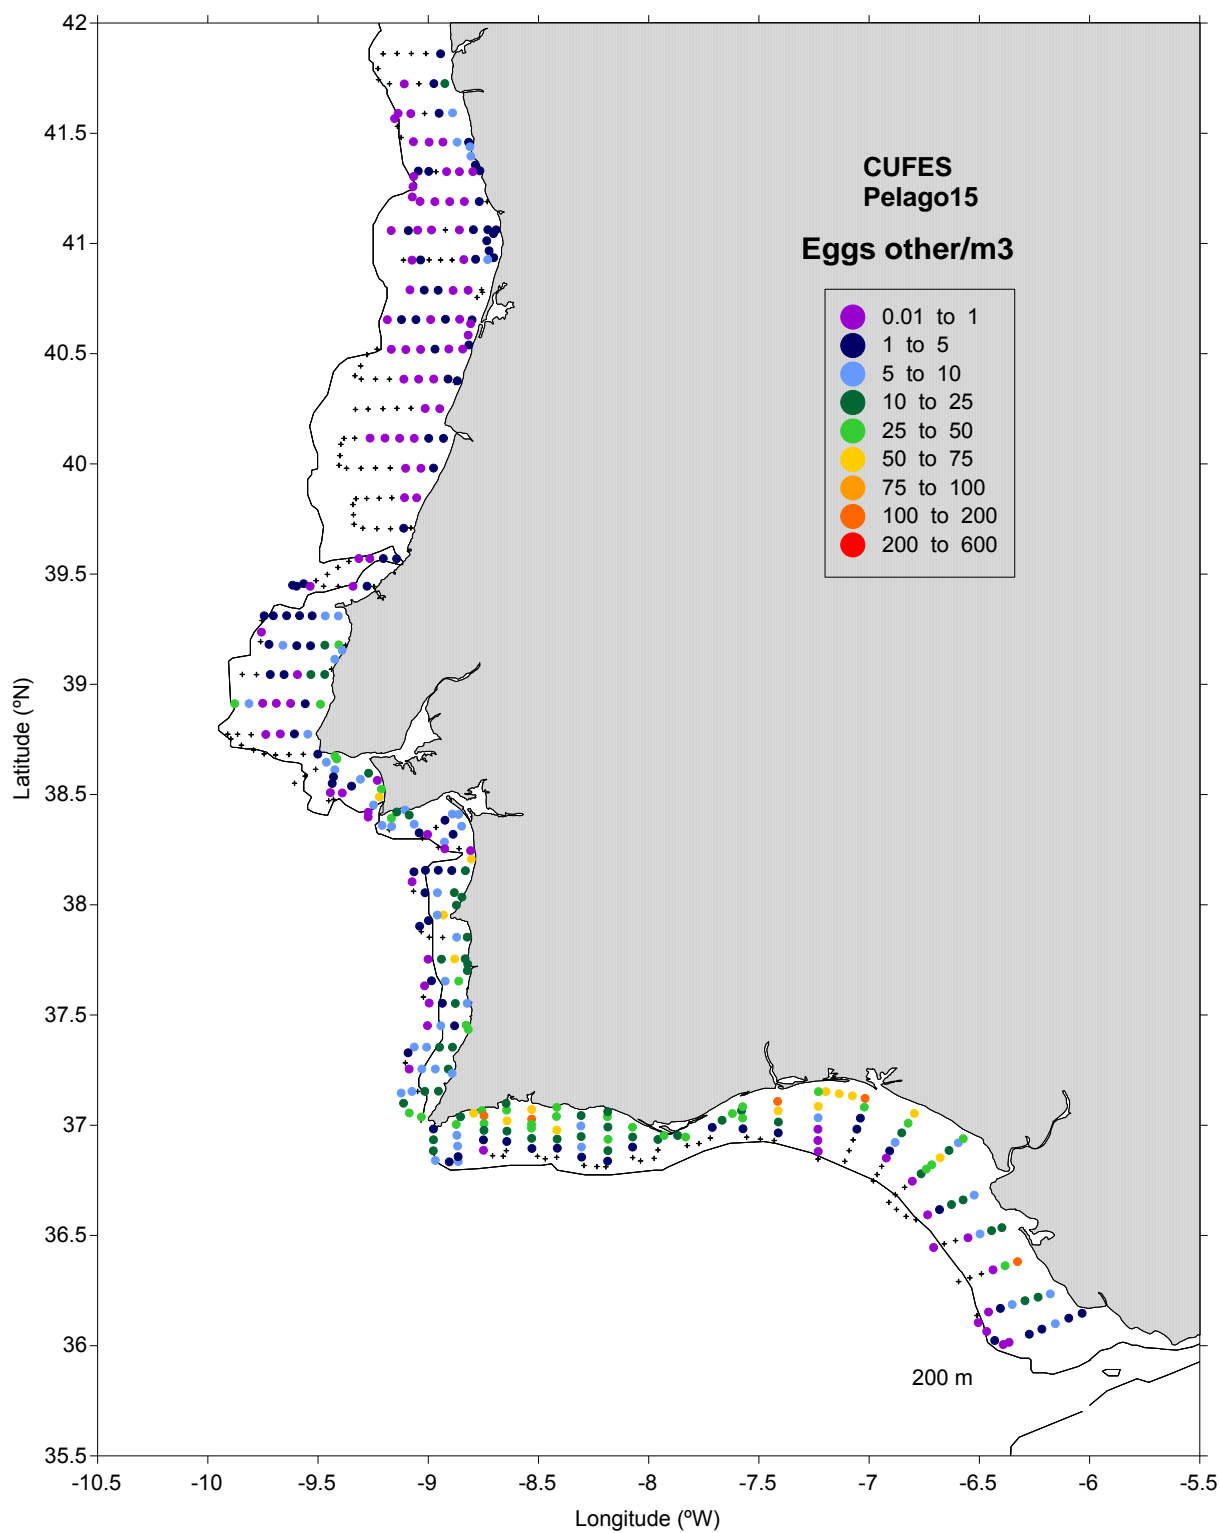 42
41.5
41
40.5
40
39.5
39
38.5
38
37.5
37
36.5
36
35.5
Latitude (ºN)
CUFES
Pelago15
Eggs other/m3
0.01 to 1
1 to 5
5 to 10
10 to 25
25 to 50
50 to 75
75 to 100
100 to 200
200 to 600
200 m
-10.5 -10 -9.5 -9 -8.5 -8 -7.5 -7 -6.5 -6 -5.5
Longitude (ºW)